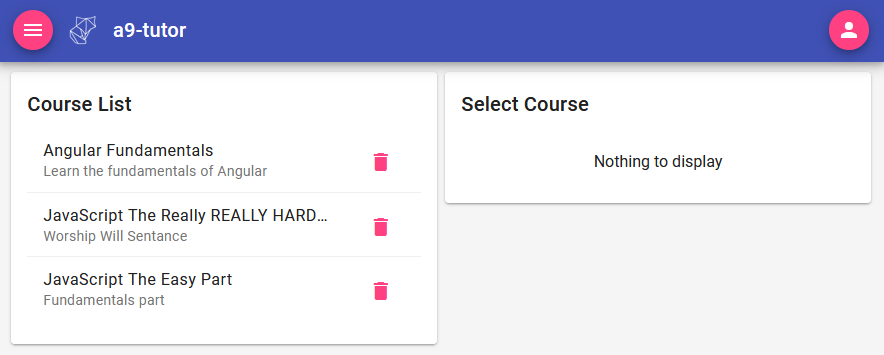 a9-tutor
Course List
Angular Fundamentals
Learn the fundamentals of Angular
JavaScript The Really REALLY HARD…
Worship Will Sentance
JavaScript The Easy Part
Fundamentals part
Select Course
Nothing to display